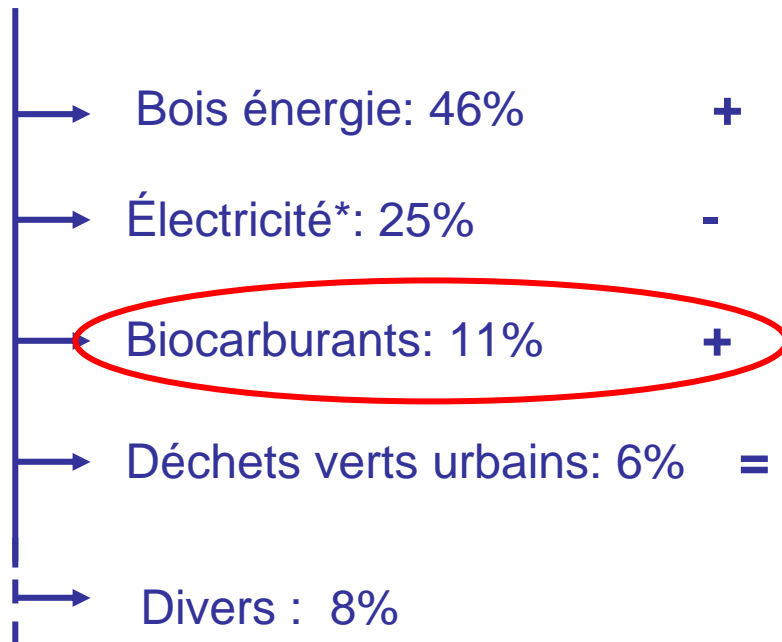 Bois énergie: 46% +
Électricité*: 25% -
Biocarburants: 11% +
Déchets verts urbains: 6% =
Divers : 8%